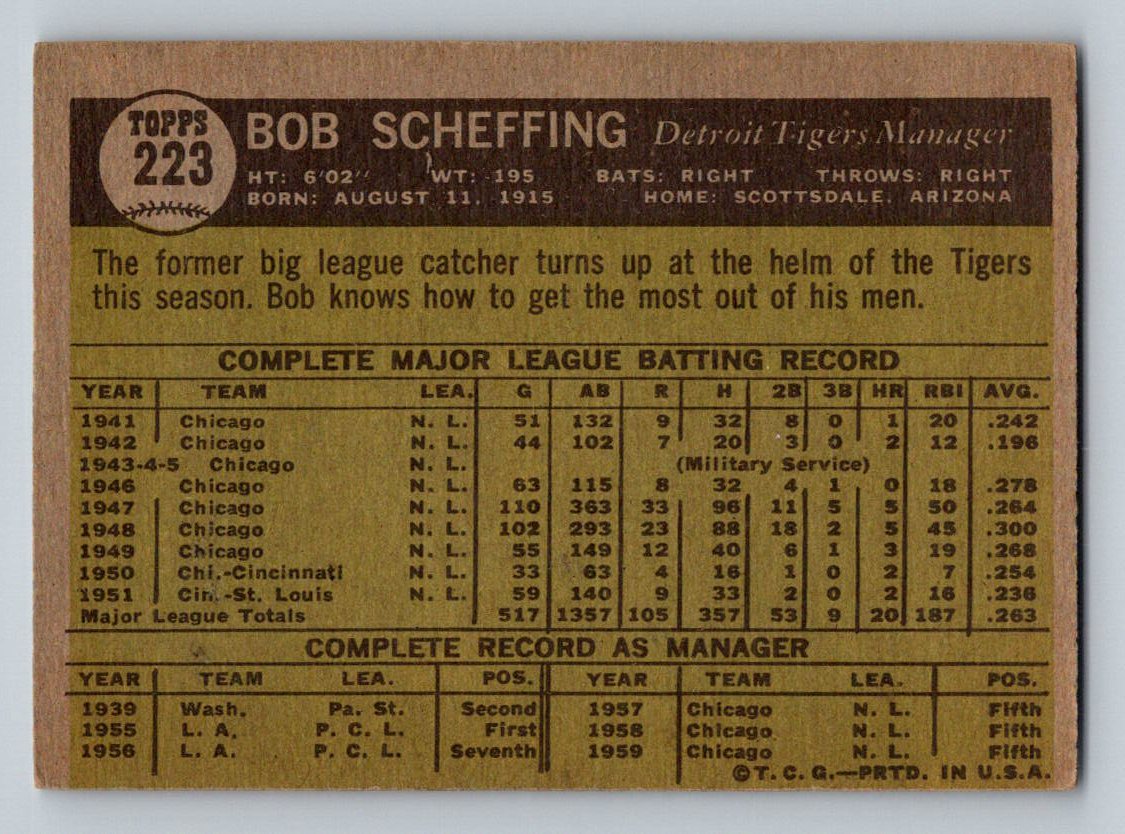 TOPPS
223
BOB SCHEFFING Detroit Tigers Manager
HT: 6'02" WT: 195 BATS: RIGHT THROWS: RIGHT
BORN: AUGUST 11, 1915 HOME: SCOTTSDALE, ARIZONA
The former big league catcher turns up at the helm of the Tigers
this season. Bob knows how to get the most out of his men.
COMPLETE MAJOR LEAGUE BATTING RECORD
YEAR TEAM LEA. G AB R H 2B 3B HR RBI AVG.
1941 Chicago N. L. 51 132 9 32 8 0 1 20 .242
1942 Chicago N. L. 44 102 7 20 3 0 2 12 .196
1943-4-5 Chicago N. L. (Military Service)
1946 Chicago N. L. 63 115 8 32 4 1 0 18 .278
1947 Chicago N. L. 110 363 33 96 11 5 5 50 .264
1948 Chicago N. L. 102 293 23 88 18 2 5 45 .300
1949 Chicago N. L. 55 149 12 40 6 1 3 19 .268
1950 Chi.-Cincinnati N. L. 33 63 4 16 1 0 2 7 .254
1951 Cin.-St. Louis N. L. 59 140 9 33 2 0 2 16 .236
Major League Totals 517 1357 105 357 53 9 20 187 .263
COMPLETE RECORD AS MANAGER
YEAR TEAM LEA. POS. YEAR TEAM LEA. POS.
1939 Wash. Pa. St. Second 1957 Chicago N. L. Fifth
1955 L. A. P. C. L. First 1958 Chicago N. L. Fifth
1956 L. A. P. C. L. Seventh 1959 Chicago N. L. Fifth
©T. C. G.—PRTD. IN U.S.A.